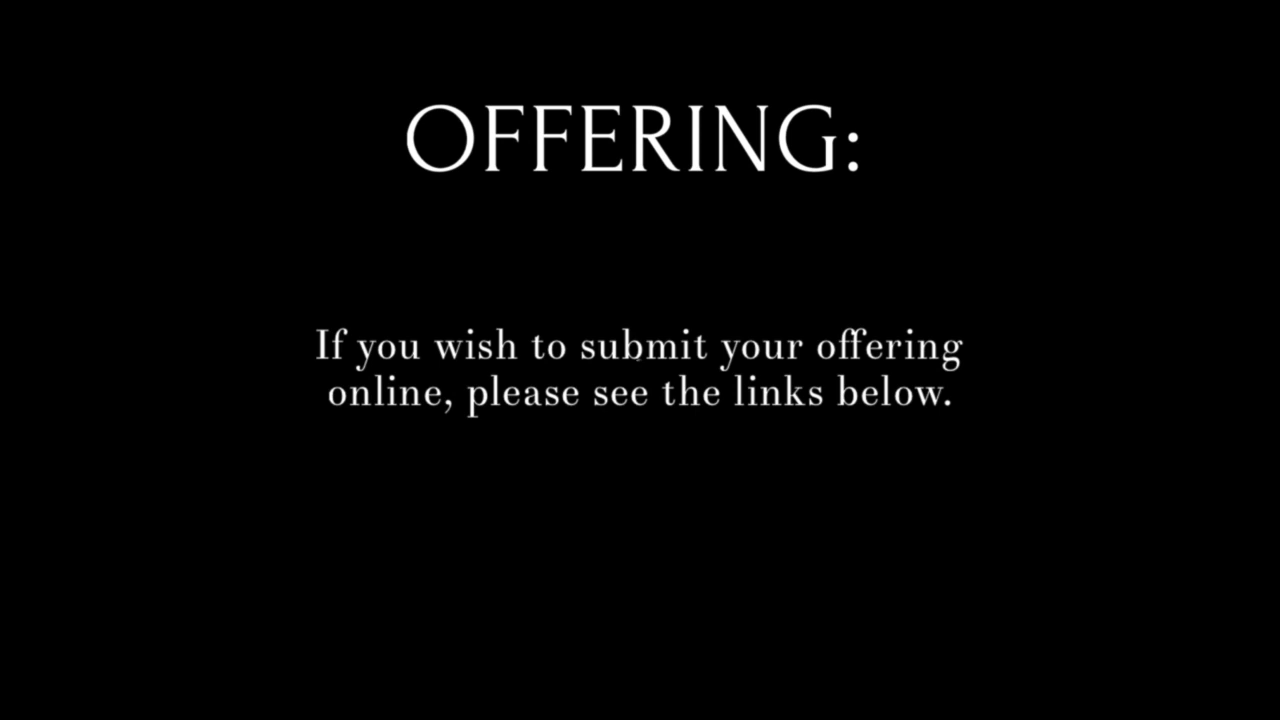 OFFERING:
If you wish to submit your offering
online, please see the links below.